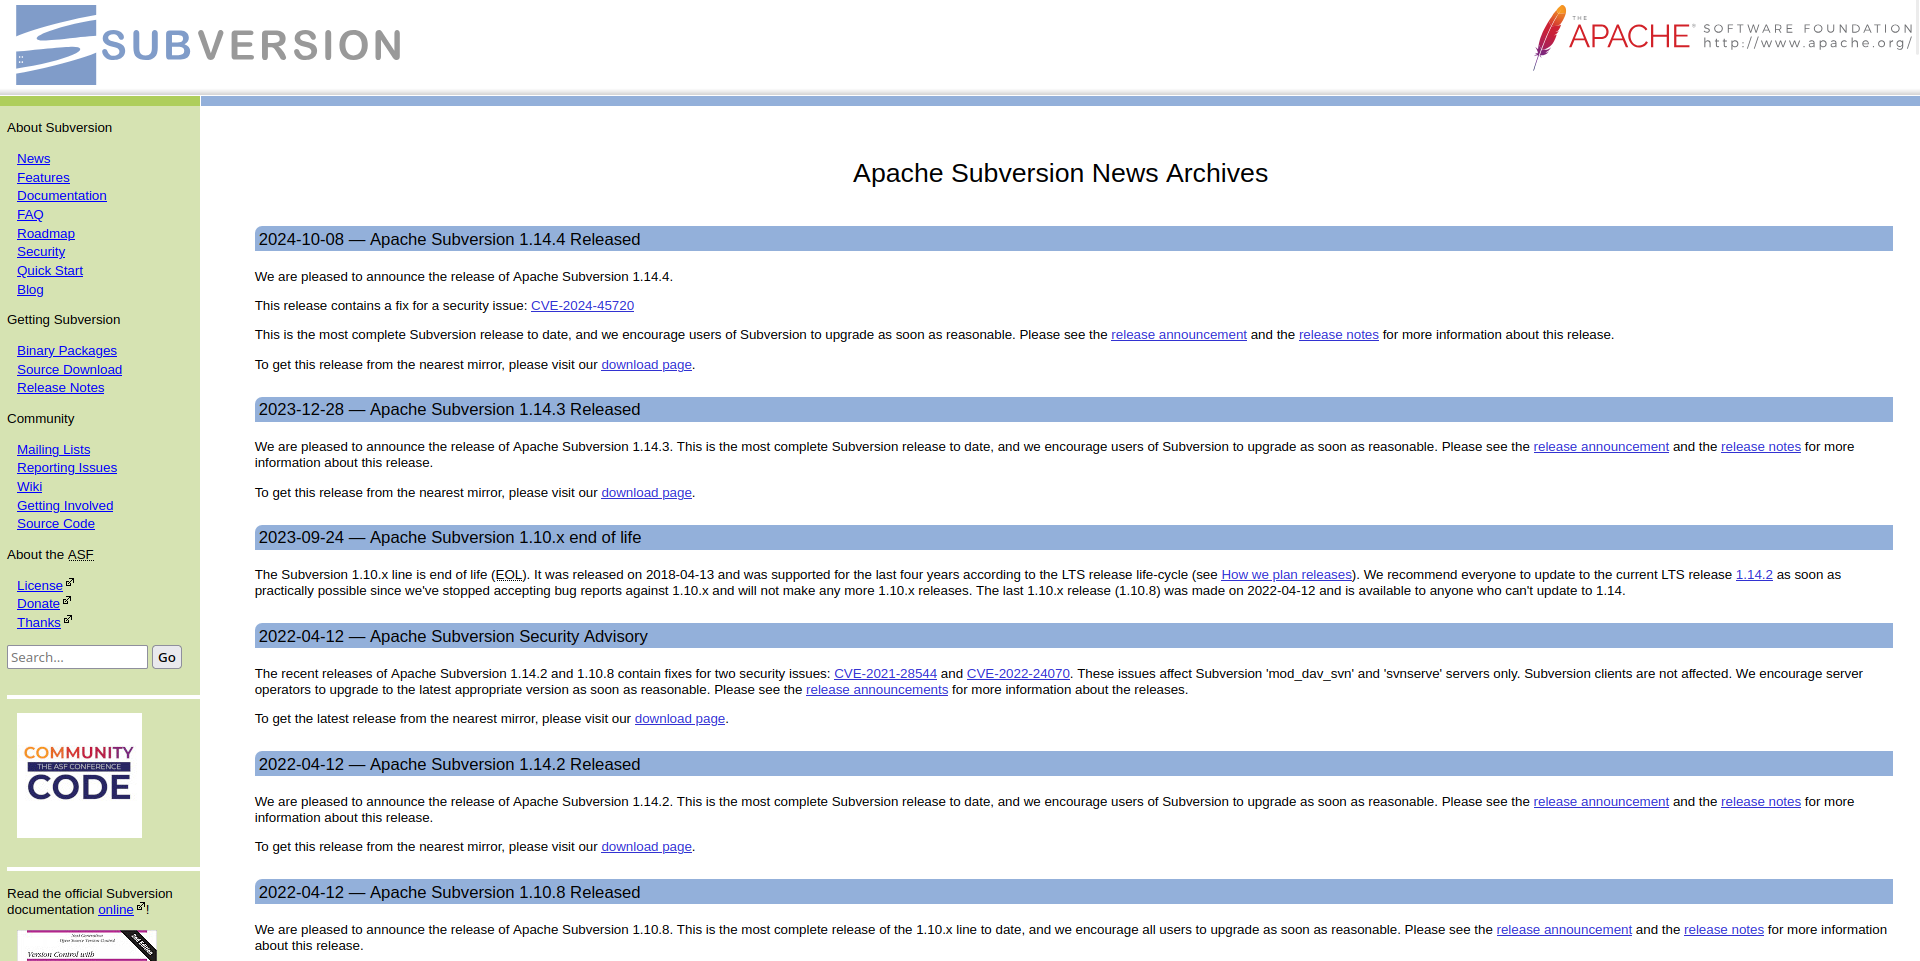 SUBVERSION
THE
APACHE®
SOFTWARE FOUNDATION
http://www.apache.org/
About Subversion
News
Features
Documentation
FAQ
Roadmap
Security
Quick Start
Blog
Getting Subversion
Binary Packages
Source Download
Release Notes
Community
Mailing Lists
Reporting Issues
Wiki
Getting Involved
Source Code
About the ASF
License
Donate
Thanks
Search...
Go
COMMUNITY
THE ASF CONFERENCE
CODE
Read the official Subversion
documentation online!
Next Generation
Open Source Version Control
2nd Edition
Version Control with
Apache Subversion News Archives
2024-10-08 — Apache Subversion 1.14.4 Released
We are pleased to announce the release of Apache Subversion 1.14.4.
This release contains a fix for a security issue: CVE-2024-45720
This is the most complete Subversion release to date, and we encourage users of Subversion to upgrade as soon as reasonable. Please see the release announcement and the release notes for more information about this release.
To get this release from the nearest mirror, please visit our download page.
2023-12-28 — Apache Subversion 1.14.3 Released
We are pleased to announce the release of Apache Subversion 1.14.3. This is the most complete Subversion release to date, and we encourage users of Subversion to upgrade as soon as reasonable. Please see the release announcement and the release notes for more
information about this release.
To get this release from the nearest mirror, please visit our download page.
2023-09-24 — Apache Subversion 1.10.x end of life
The Subversion 1.10.x line is end of life (EOL). It was released on 2018-04-13 and was supported for the last four years according to the LTS release life-cycle (see How we plan releases). We recommend everyone to update to the current LTS release 1.14.2 as soon as
practically possible since we've stopped accepting bug reports against 1.10.x and will not make any more 1.10.x releases. The last 1.10.x release (1.10.8) was made on 2022-04-12 and is available to anyone who can't update to 1.14.
2022-04-12 — Apache Subversion Security Advisory
The recent releases of Apache Subversion 1.14.2 and 1.10.8 contain fixes for two security issues: CVE-2021-28544 and CVE-2022-24070. These issues affect Subversion 'mod_dav_svn' and 'svnserve' servers only. Subversion clients are not affected. We encourage server
operators to upgrade to the latest appropriate version as soon as reasonable. Please see the release announcements for more information about the releases.
To get the latest release from the nearest mirror, please visit our download page.
2022-04-12 — Apache Subversion 1.14.2 Released
We are pleased to announce the release of Apache Subversion 1.14.2. This is the most complete Subversion release to date, and we encourage users of Subversion to upgrade as soon as reasonable. Please see the release announcement and the release notes for more
information about this release.
To get this release from the nearest mirror, please visit our download page.
2022-04-12 — Apache Subversion 1.10.8 Released
We are pleased to announce the release of Apache Subversion 1.10.8. This is the most complete release of the 1.10.x line to date, and we encourage all users to upgrade as soon as reasonable. Please see the release announcement and the release notes for more information
about this release.